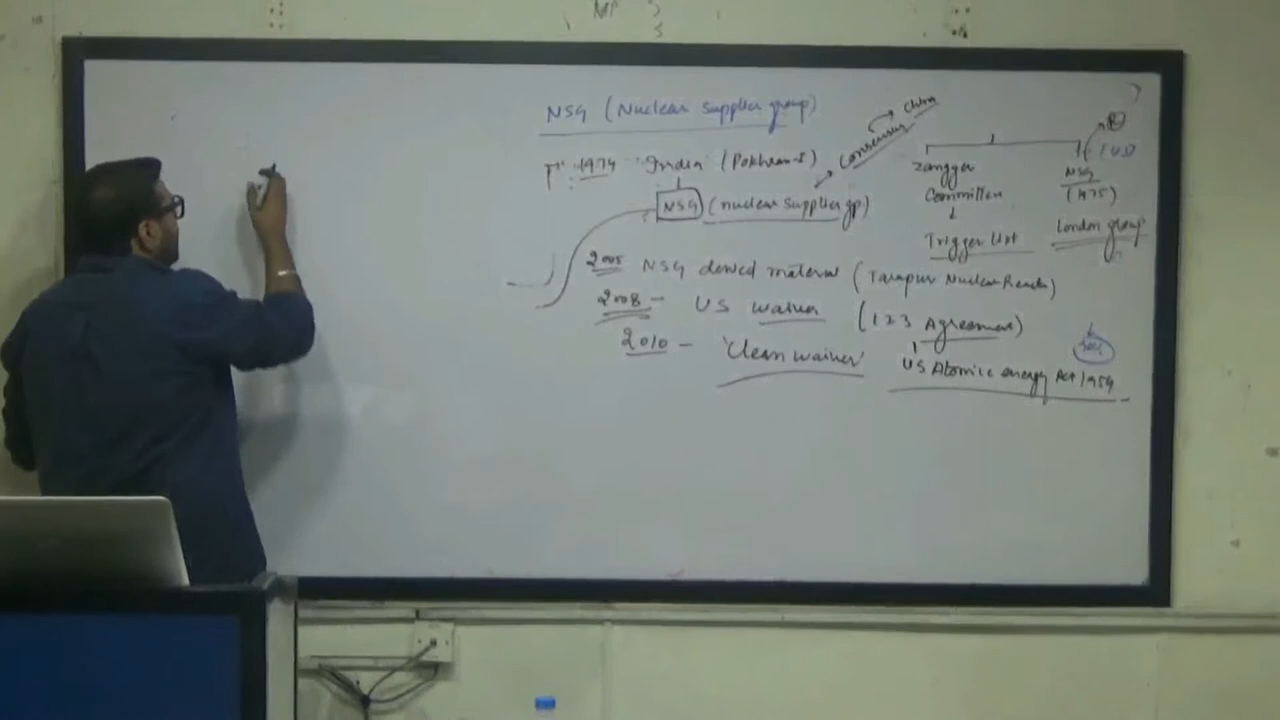 NSG (Nuclear Supplier group)
1974 'India' (Pokhran-I)
NSG (nuclear Supplier gp)
Consensus
China
2005 NSG denied material (Tarapur Nuclear Reactor)
2008 - US waiver (123 Agreement)
2010 - 'Clean waiver'
US Atomic energy Act 1954
Zangger
Committee
Trigger List
NSG
(1975)
London group